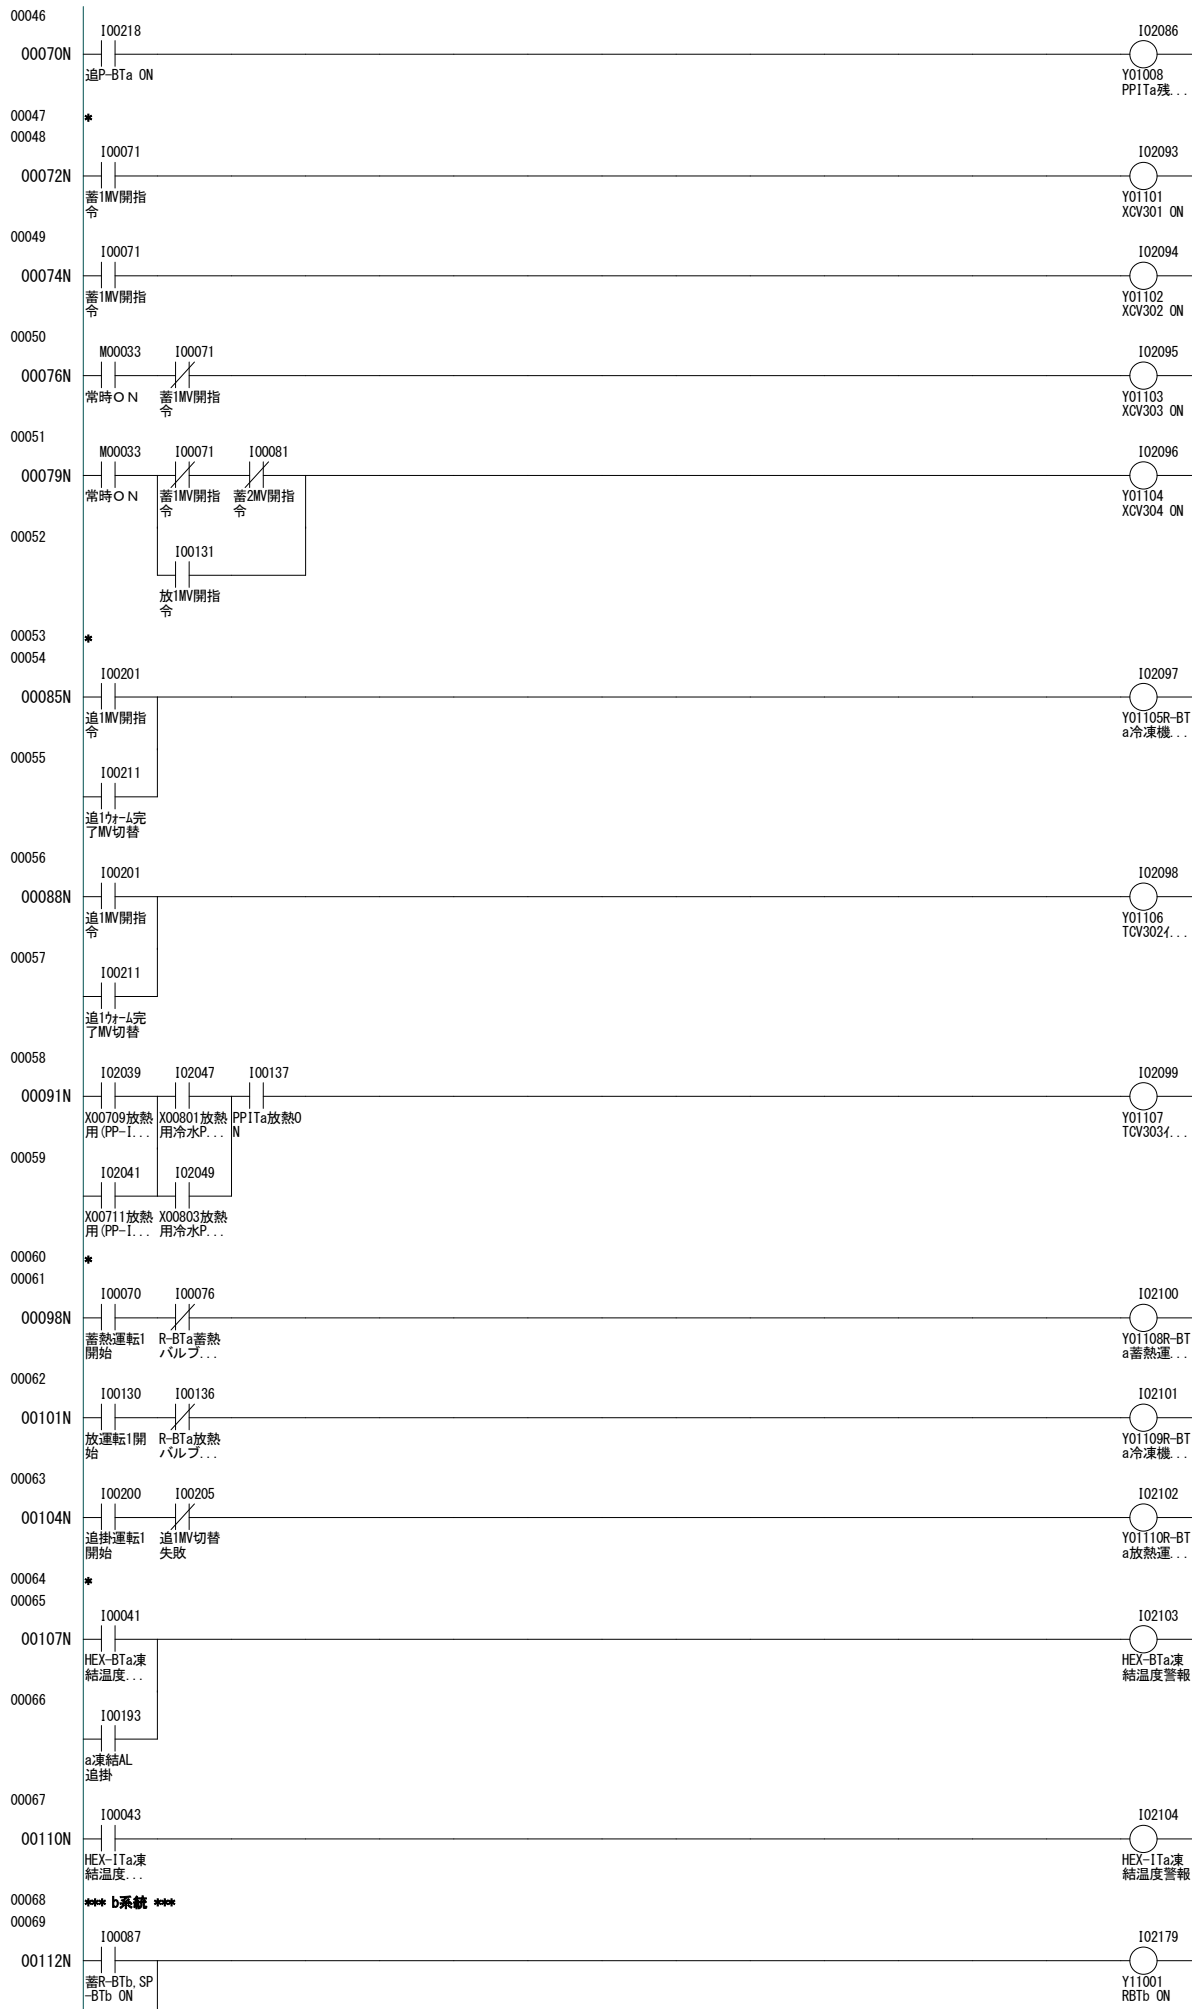 00046
I00218 I02086
00070N
追P-BTa ON Y01008
PPITa残...
00047 *
00048
I00071 I02093
00072N
蓄1MV開指 Y01101
令 XCV301 ON
00049
I00071 I02094
00074N
蓄1MV開指 Y01102
令 XCV302 ON
00050
M00033 I00071 I02095
00076N
常時ON 蓄1MV開指 Y01103
令 XCV303 ON
00051
M00033 I00071 I00081 I02096
00079N
常時ON 蓄1MV開指 蓄2MV開指 Y01104
令 令 XCV304 ON
00052
I00131
放1MV開指
令
00053 *
00054
I00201 I02097
00085N
追1MV開指 Y01105R-BT
令 a冷凍機...
00055
I00211
追1ｳｫｰﾑ完
了MV切替
00056
I00201 I02098
00088N
追1MV開指 Y01106
令 TCV302ｲ...
00057
I00211
追1ｳｫｰﾑ完
了MV切替
00058
I02039 I02047 I00137 I02099
00091N
X00709放熱 X00801放熱 PPITa放熱O Y01107
用(PP-I... 用冷水P... N TCV303ｲ...
00059
I02041 I02049
X00711放熱 X00803放熱
用(PP-I... 用冷水P...
00060 *
00061
I00070 I00076 I02100
00098N
蓄熱運転1 R-BTa蓄熱 Y01108R-BT
開始 バルブ... a蓄熱運...
00062
I00130 I00136 I02101
00101N
放運転1開 R-BTa放熱 Y01109R-BT
始 バルブ... a冷凍機...
00063
I00200 I00205 I02102
00104N
追掛運転1 追1MV切替 Y01110R-BT
開始 失敗 a放熱運...
00064 *
00065
I00041 I02103
00107N
HEX-BTa凍 HEX-BTa凍
結温度... 結温度警報
00066
I00193
a凍結AL
追掛
00067
I00043 I02104
00110N
HEX-ITa凍 HEX-ITa凍
結温度... 結温度警報
00068 *** b系統 ***
00069
I00087 I02179
00112N
蓄R-BTb,SP Y11001
-BTb ON RBTb ON